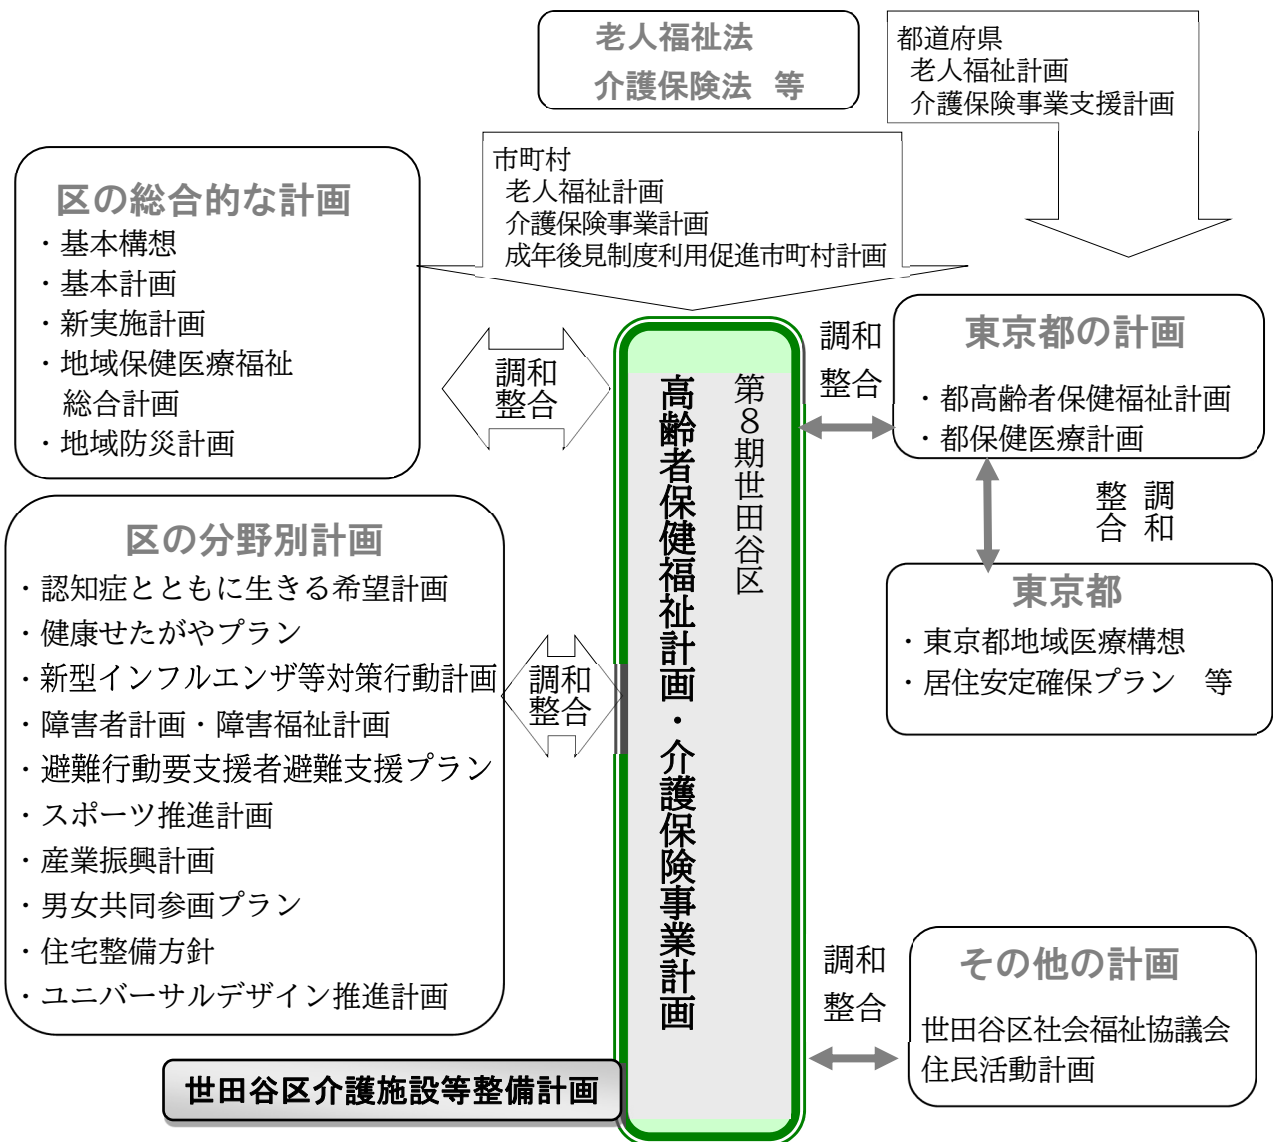 老人福祉法
介護保険法 等
都道府県
老人福祉計画
介護保険事業支援計画
市町村
老人福祉計画
介護保険事業計画
成年後見制度利用促進市町村計画
区の総合的な計画
・基本構想
・基本計画
・新実施計画
・地域保健医療福祉
総合計画
・地域防災計画
調和
整合
第8期世田谷区
高齢者保健福祉計画・介護保険事業計画
調和
整合
東京都の計画
・都高齢者保健福祉計画
・都保健医療計画
調和
整合
東京都
・東京都地域医療構想
・居住安定確保プラン 等
区の分野別計画
・認知症とともに生きる希望計画
・健康せたがやプラン
・新型インフルエンザ等対策行動計画
・障害者計画・障害福祉計画
・避難行動要支援者避難支援プラン
・スポーツ推進計画
・産業振興計画
・男女共同参画プラン
・住宅整備方針
・ユニバーサルデザイン推進計画
調和
整合
調和
整合
その他の計画
世田谷区社会福祉協議会
住民活動計画
世田谷区介護施設等整備計画